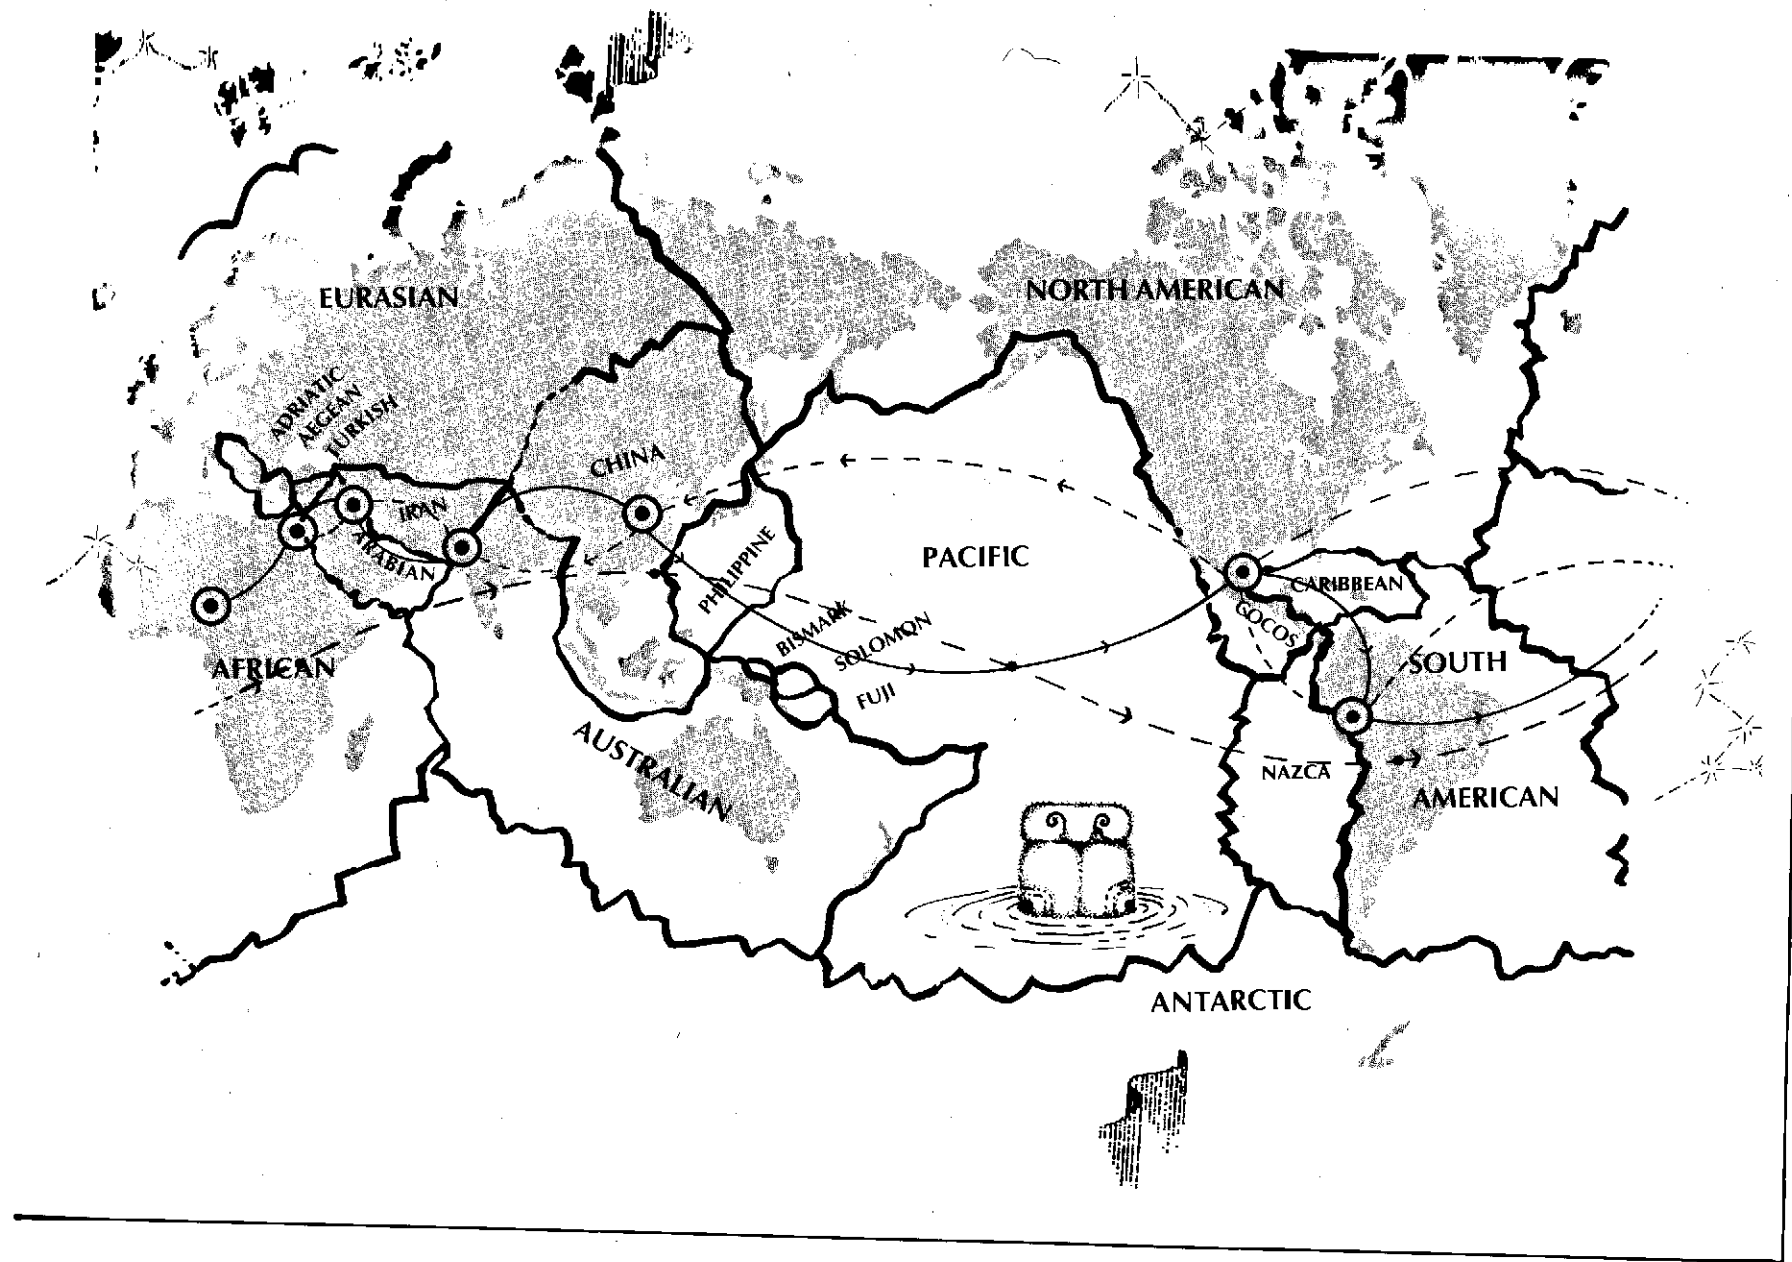 EURASIAN
NORTH AMERICAN
ADRIATIC
AEGEAN
TURKISH
CHINA
IRAN
ARABIAN
PHILIPPINE
PACIFIC
CARIBBEAN
COCOS
BISMARK
SOLOMON
FUJI
AFRICAN
SOUTH
AMERICAN
AUSTRALIAN
NAZCA
ANTARCTIC